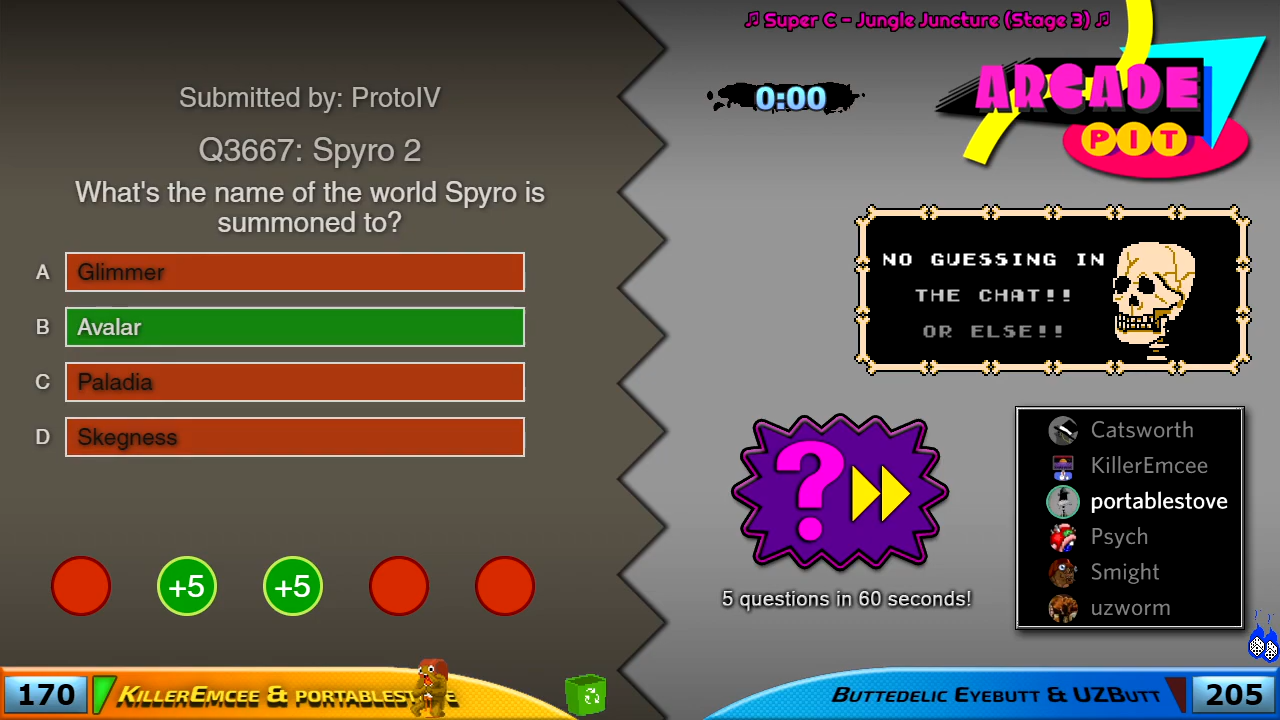 ♫ Super C - Jungle Juncture (Stage 3) ♫
ARCADE
PIT
0:00
Submitted by: ProtoIV
Q3667: Spyro 2
What's the name of the world Spyro is
summoned to?
A Glimmer
B Avalar
C Paladia
D Skegness
+5 +5
NO GUESSING IN
THE CHAT!!
OR ELSE!!
?
5 questions in 60 seconds!
Catsworth
KillerEmcee
portablestove
Psych
Smight
uzworm
170 KillerEmcee & portablestove
Buttedelic Eyebutt & UZButt 205